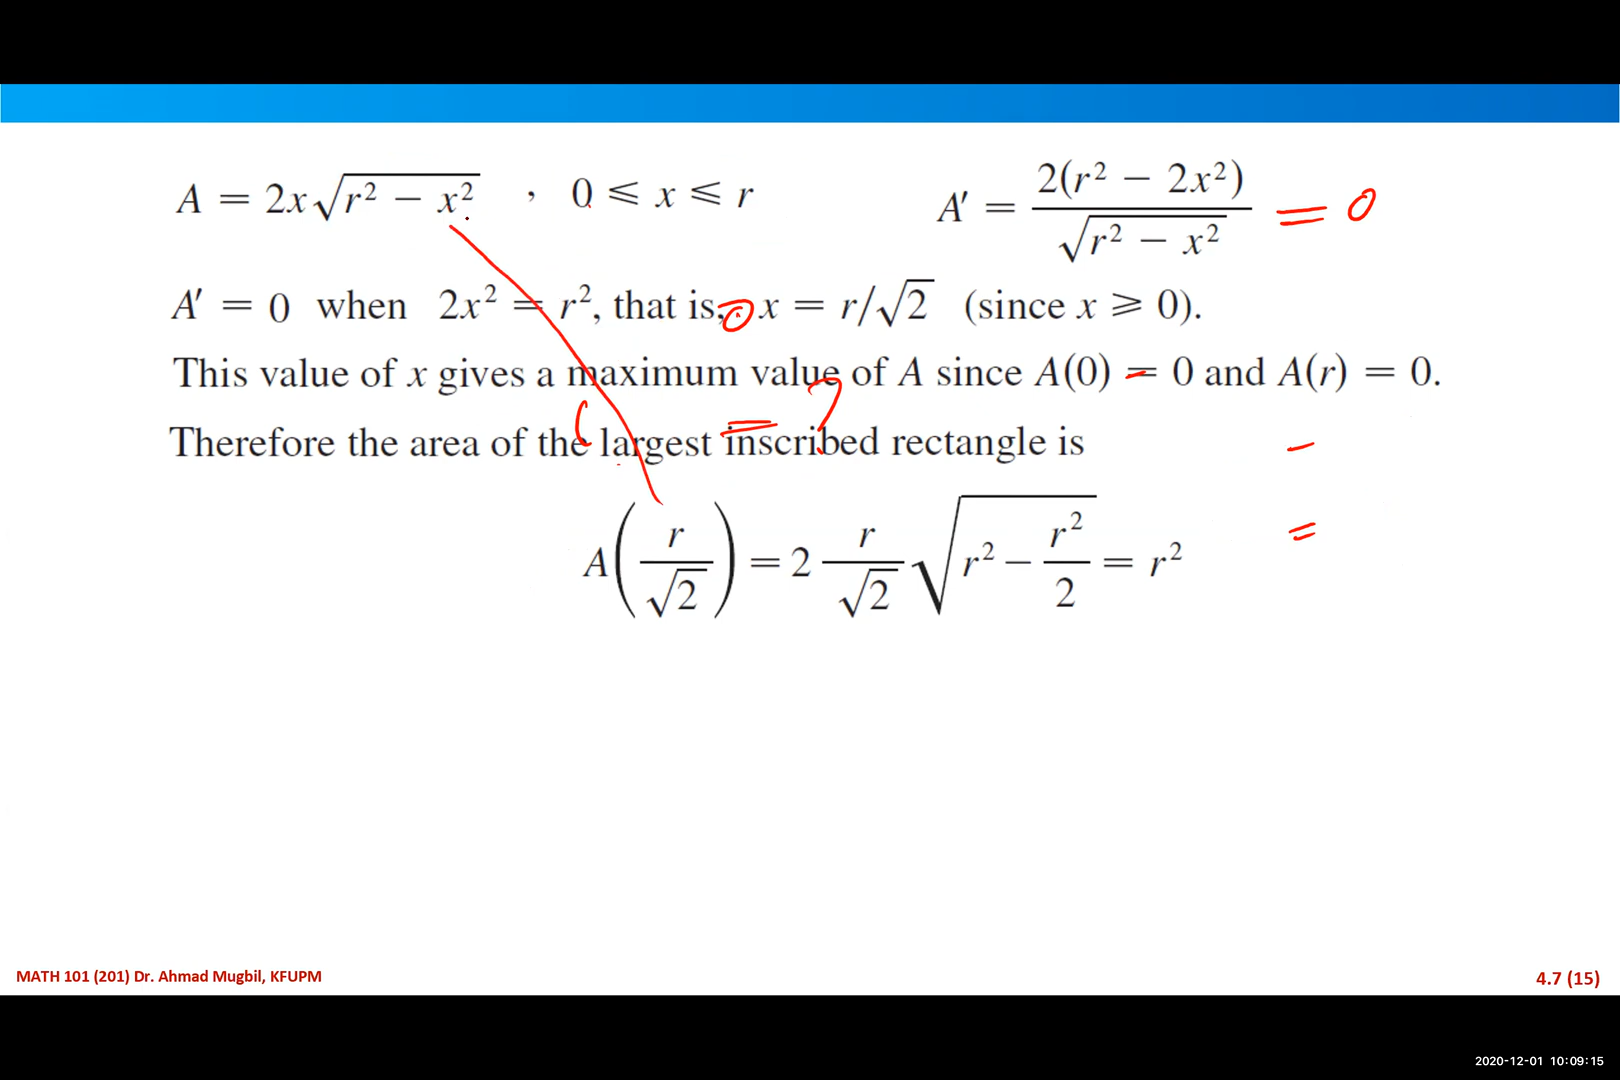 A = 2x√(r² − x²) , 0 ⩽ x ⩽ r A′ = 2(r² − 2x²)/√(r² − x²) = 0
A′ = 0 when 2x² = r², that is, x = r/√2 (since x ⩾ 0).
This value of x gives a maximum value of A since A(0) = 0 and A(r) = 0.
Therefore the area of the largest inscribed rectangle is
A(r/√2) = 2 r/√2 √(r² − r²/2) = r²
MATH 101 (201) Dr. Ahmad Mugbil, KFUPM
4.7 (15)
2020-12-01 10:09:15